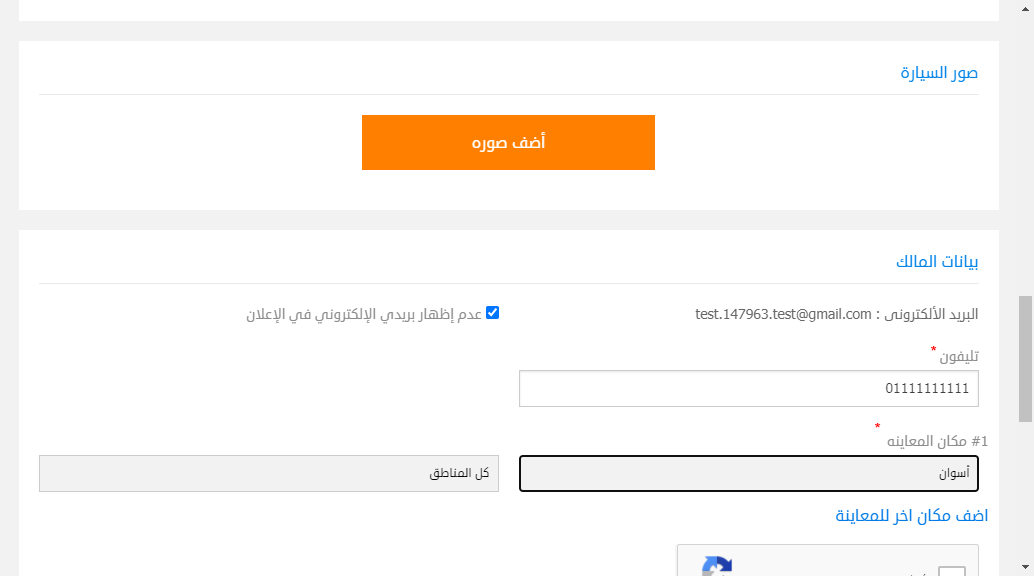 صور السيارة
أضف صوره
بيانات المالك
البريد الألكترونى : test.147963.test@gmail.com
عدم إظهار بريدي الإلكتروني في الإعلان
تليفون *
01111111111
#1 مكان المعاينه *
أسوان
كل المناطق
اضف مكان اخر للمعاينة